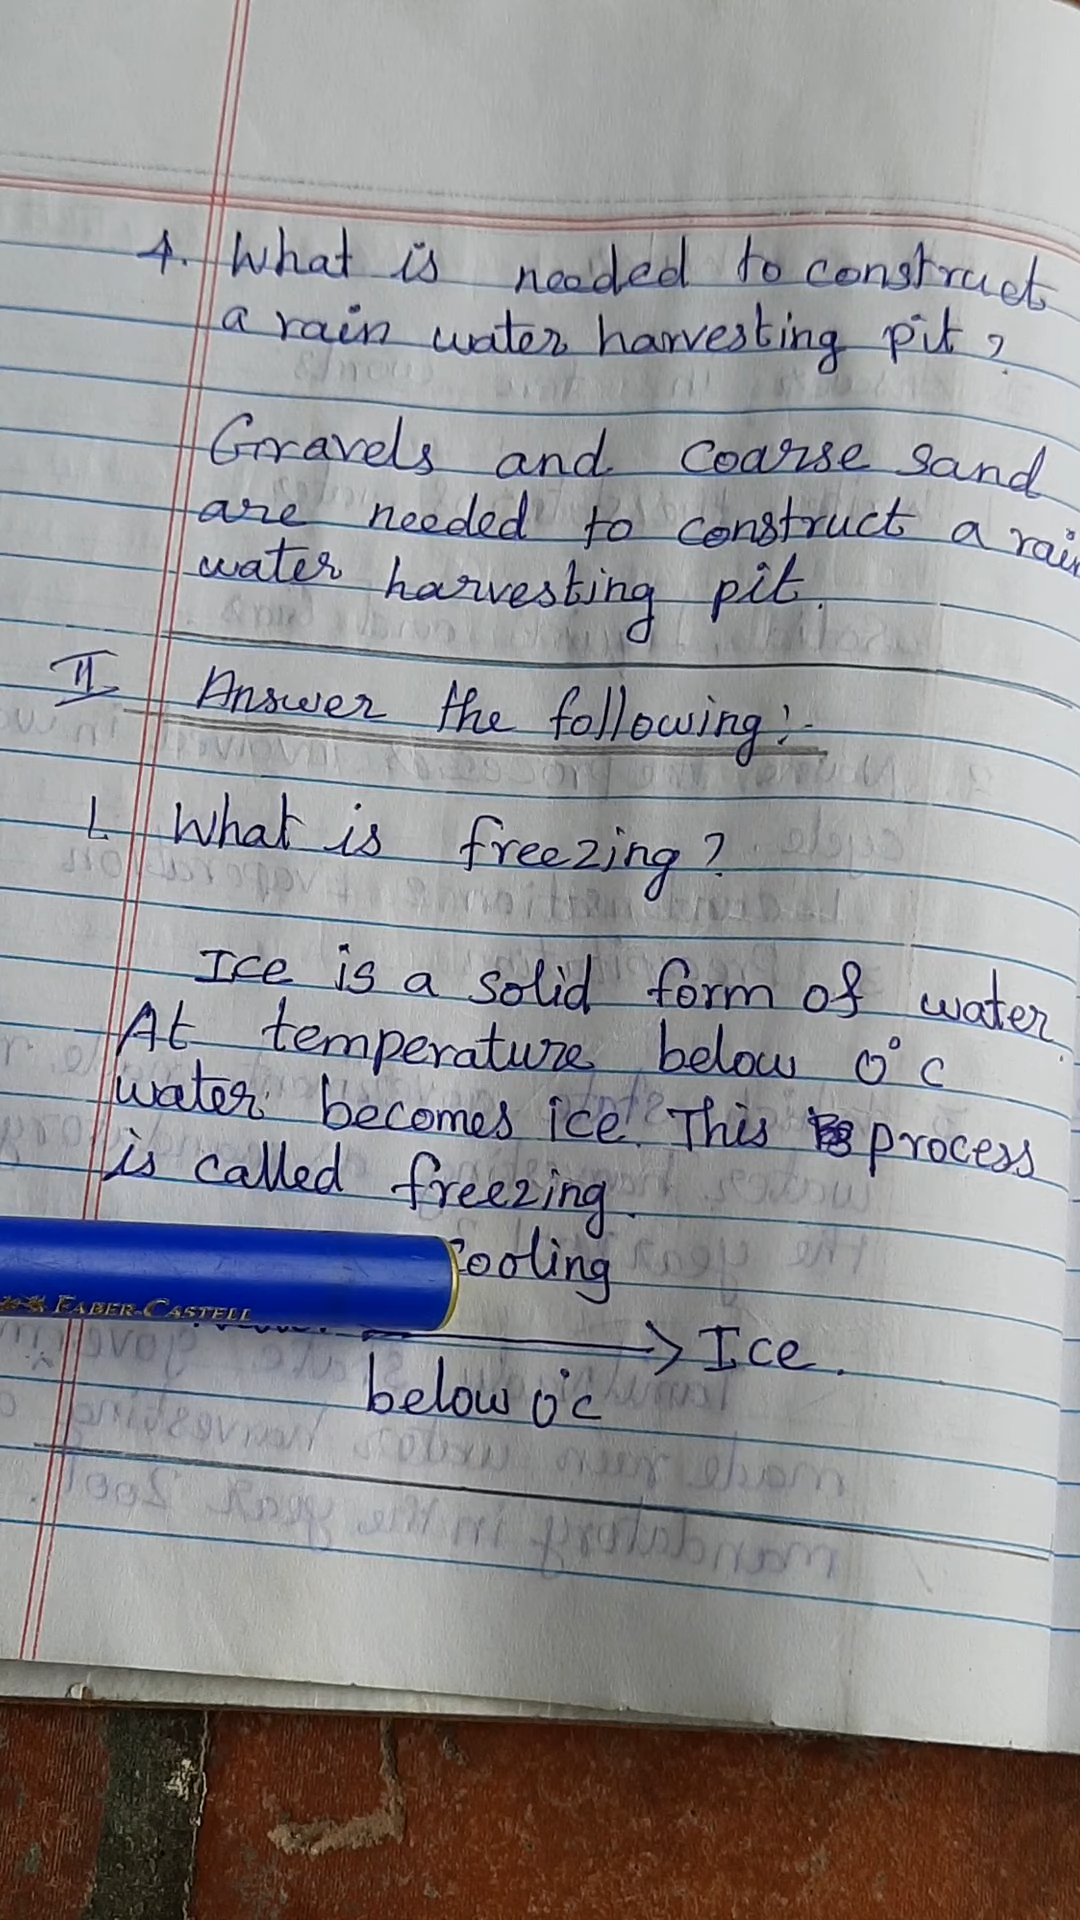 4. What is needed to construct
a rain water harvesting pit?
Gravels and coarse sand
are needed to construct a rain
water harvesting pit.
II Answer the following:-
1. What is freezing?
Ice is a solid form of water.
At temperature below 0°C
water becomes ice. This process
is called freezing.
Cooling
FABER-CASTELL
→ Ice.
below 0°C